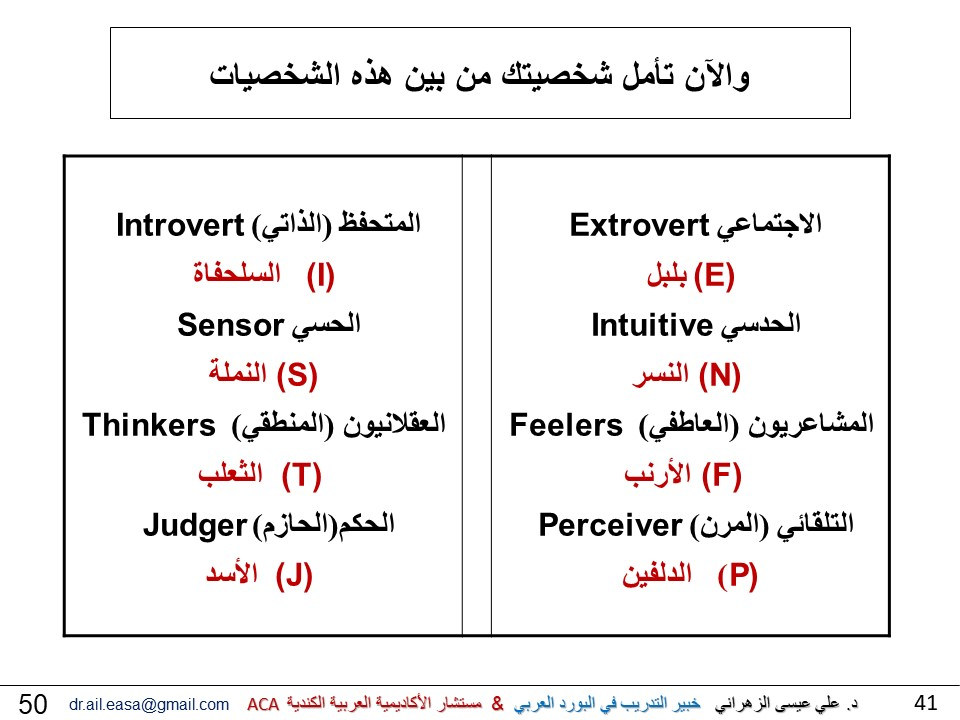 والآن تأمل شخصيتك من بين هذه الشخصيات
الاجتماعي Extrovert
(E) بلبل
الحدسي Intuitive
(N) النسر
المشاعريون (العاطفي) Feelers
(F) الأرنب
التلقائي (المرن) Perceiver
(P) الدلفين
المتحفظ (الذاتي) Introvert
(I) السلحفاة
الحسي Sensor
(S) النملة
العقلانيون (المنطقي) Thinkers
(T) الثعلب
الحكم(الحازم) Judger
(J) الأسد
41
د. علي عيسى الزهراني خبير التدريب في البورد العربي & مستشار الأكاديمية العربية الكندية ACA
dr.ail.easa@gmail.com
50